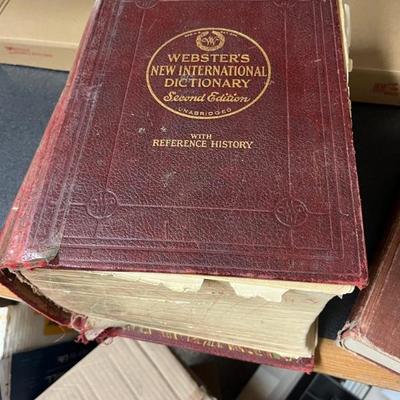 WEBSTER'S
NEW INTERNATIONAL
DICTIONARY
Second Edition
UNABRIDGED
WITH
REFERENCE HISTORY